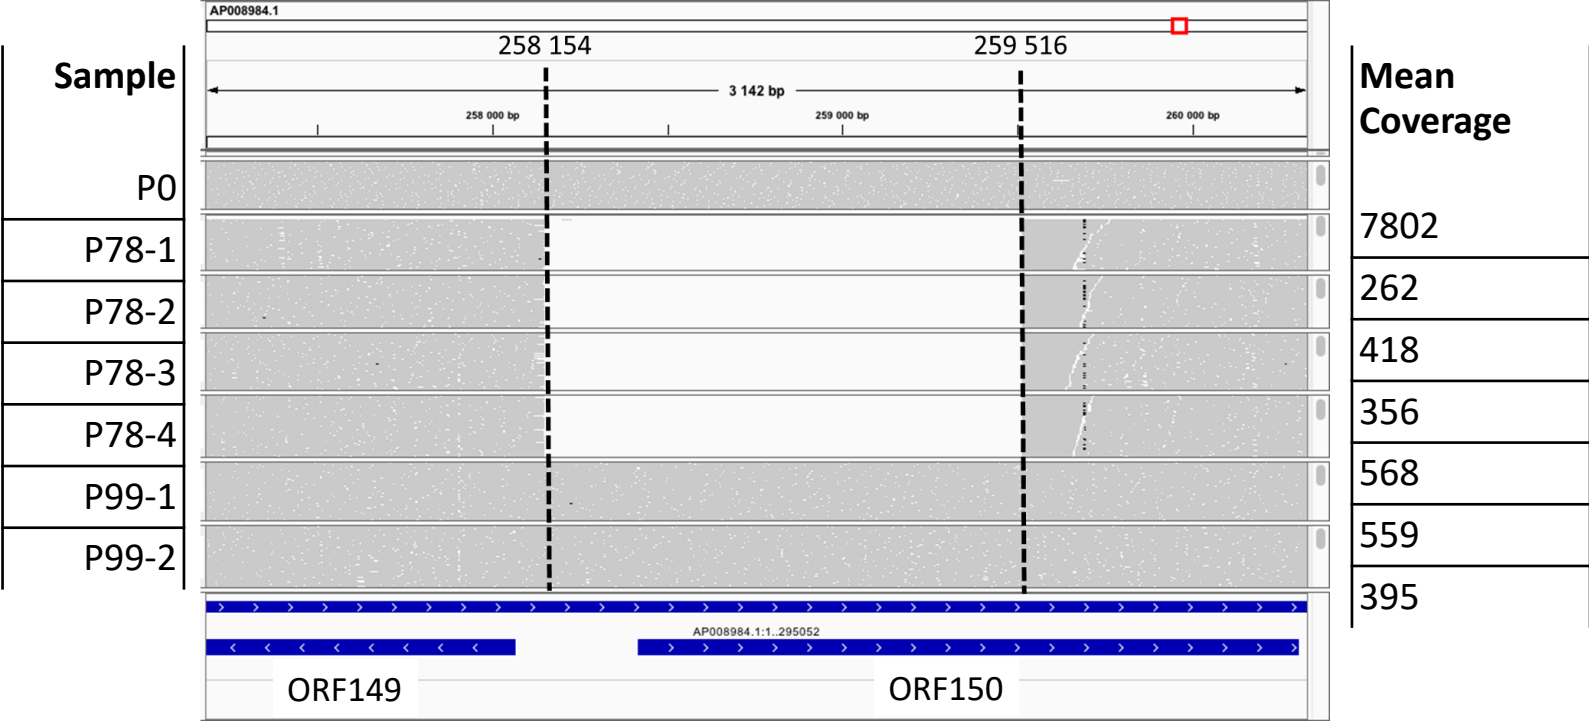 AP008984.1
258 154
259 516
Sample
Mean
Coverage
3 142 bp
258 000 bp
259 000 bp
260 000 bp
P0
7802
P78-1
262
P78-2
418
P78-3
356
P78-4
568
P99-1
559
P99-2
395
AP008984.1:1..295052
ORF149
ORF150